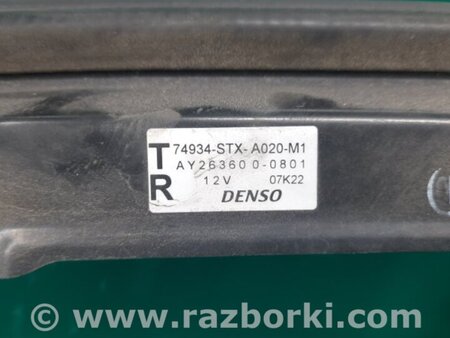 T 74934-STX- A020-M1
AY263600-0801
R 12V 07K22
DENSO
© www.razborki.com